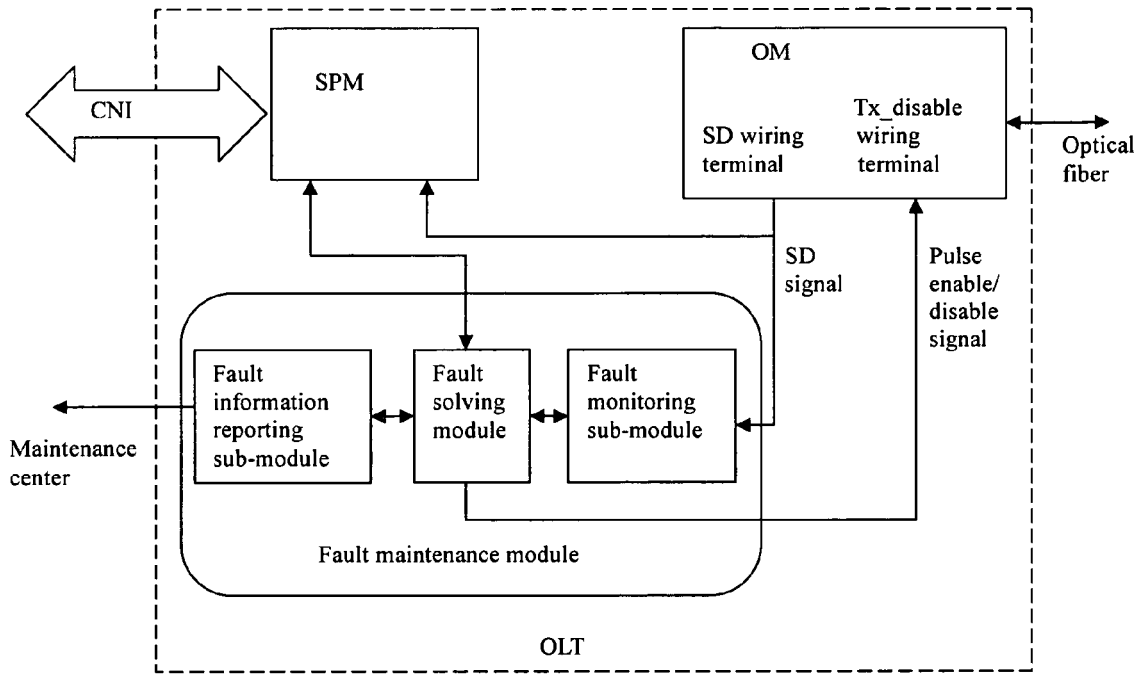 CNI
SPM
OM
SD wiring
terminal
Tx_disable
wiring
terminal
Optical
fiber
SD
signal
Pulse
enable/
disable
signal
Fault
information
reporting
sub-module
Fault
solving
module
Fault
monitoring
sub-module
Maintenance
center
Fault maintenance module
OLT